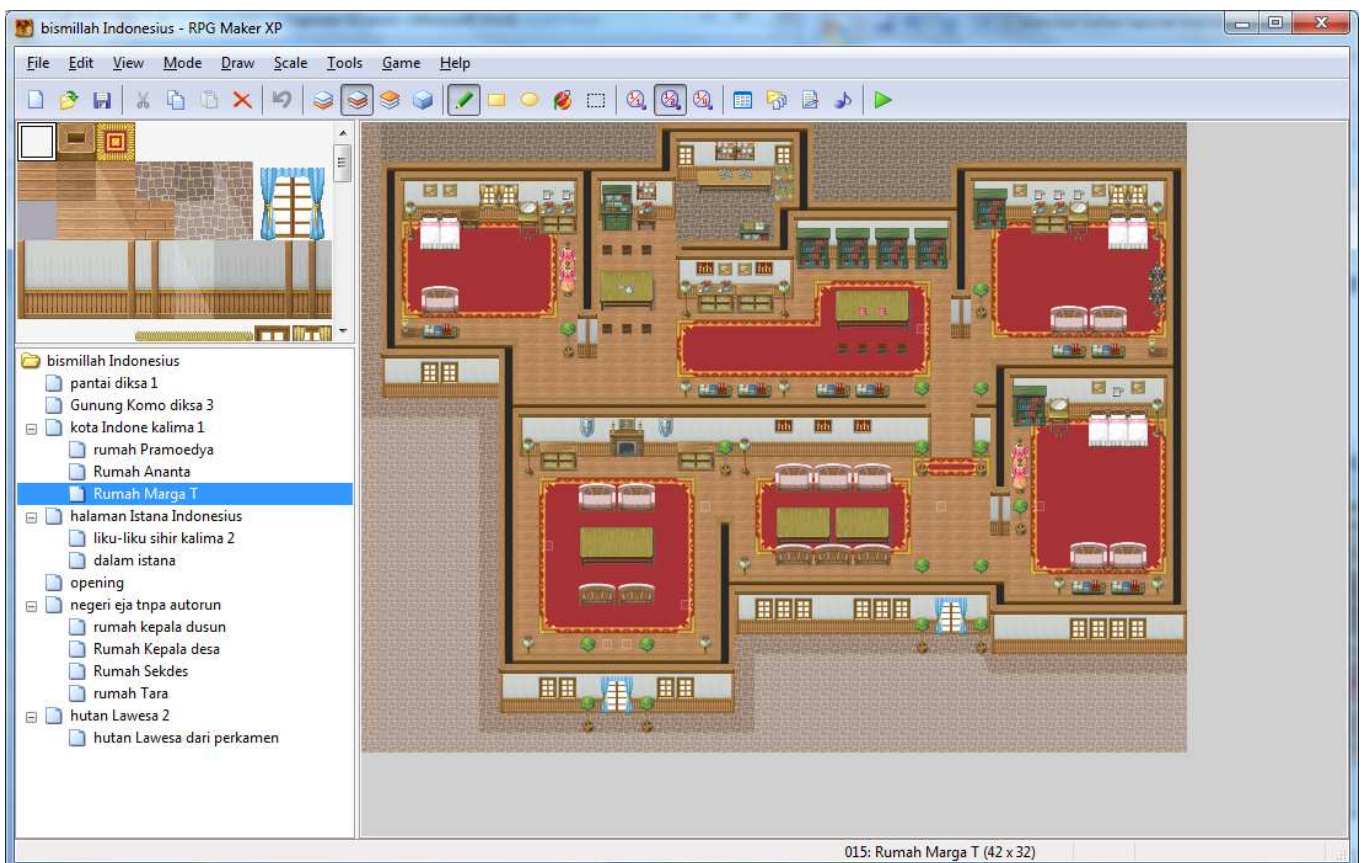 bismillah Indonesius - RPG Maker XP
File Edit View Mode Draw Scale Tools Game Help
bismillah Indonesius
pantai diksa 1
Gunung Komo diksa 3
kota Indone kalima 1
rumah Pramoedya
Rumah Ananta
Rumah Marga T
halaman Istana Indonesius
liku-liku sihir kalima 2
dalam istana
opening
negeri eja tnpa autorun
rumah kepala dusun
Rumah Kepala desa
Rumah Sekdes
rumah Tara
hutan Lawesa 2
hutan Lawesa dari perkamen
015: Rumah Marga T (42 x 32)